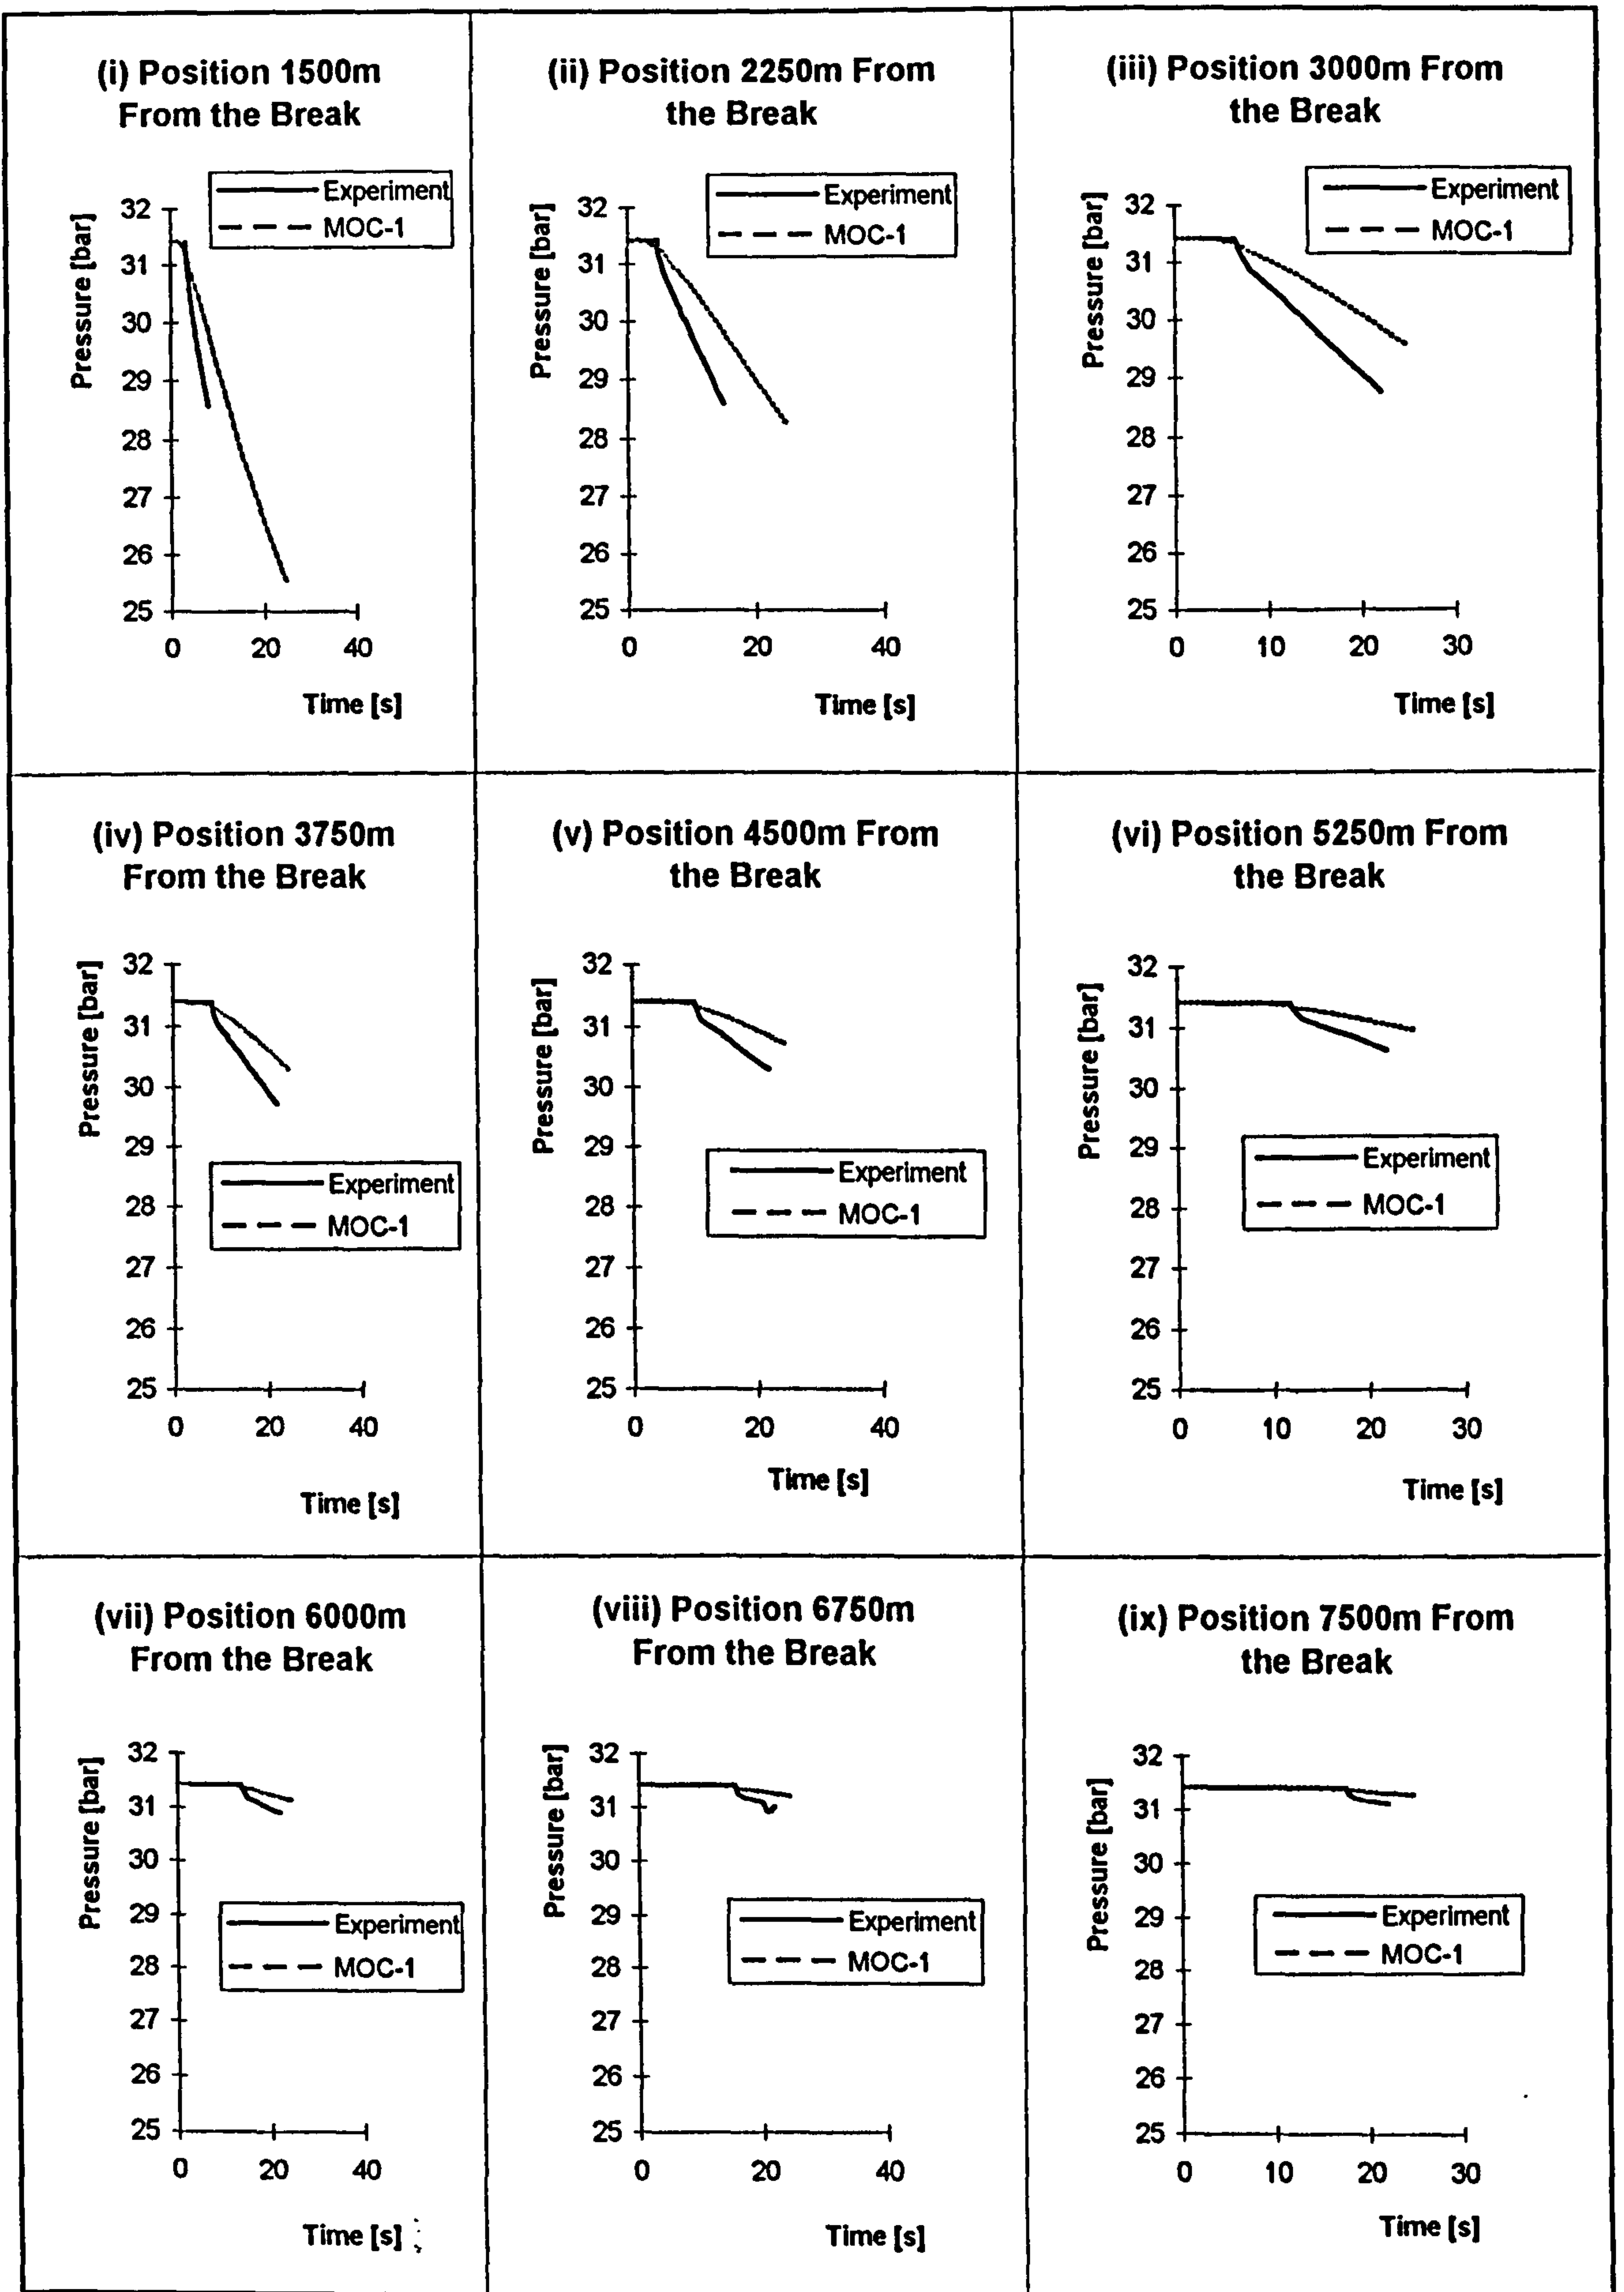 (i) Position 1500m
From the Break
Experiment
MOC-1
Pressure [bar]
32
31
30
29
28
27
26
25
0 20 40
Time [s]
(ii) Position 2250m From
the Break
Experiment
MOC-1
Pressure [bar]
32
31
30
29
28
27
26
25
0 20 40
Time [s]
(iii) Position 3000m From
the Break
Experiment
MOC-1
Pressure [bar]
32
31
30
29
28
27
26
25
0 10 20 30
Time [s]
(iv) Position 3750m
From the Break
Pressure [bar]
32
31
30
29
28
27
26
25
Experiment
MOC-1
0 20 40
Time [s]
(v) Position 4500m From
the Break
Pressure [bar]
32
31
30
29
28
27
26
25
Experiment
MOC-1
0 20 40
Time [s]
(vi) Position 5250m From
the Break
Pressure [bar]
32
31
30
29
28
27
26
25
Experiment
MOC-1
0 10 20 30
Time [s]
(vii) Position 6000m
From the Break
Pressure [bar]
32
31
30
29
28
27
26
25
Experiment
MOC-1
0 20 40
Time [s]
(viii) Position 6750m
From the Break
Pressure [bar]
32
31
30
29
28
27
26
25
Experiment
MOC-1
0 20 40
Time [s]
(ix) Position 7500m From
the Break
Pressure [bar]
32
31
30
29
28
27
26
25
Experiment
MOC-1
0 10 20 30
Time [s]